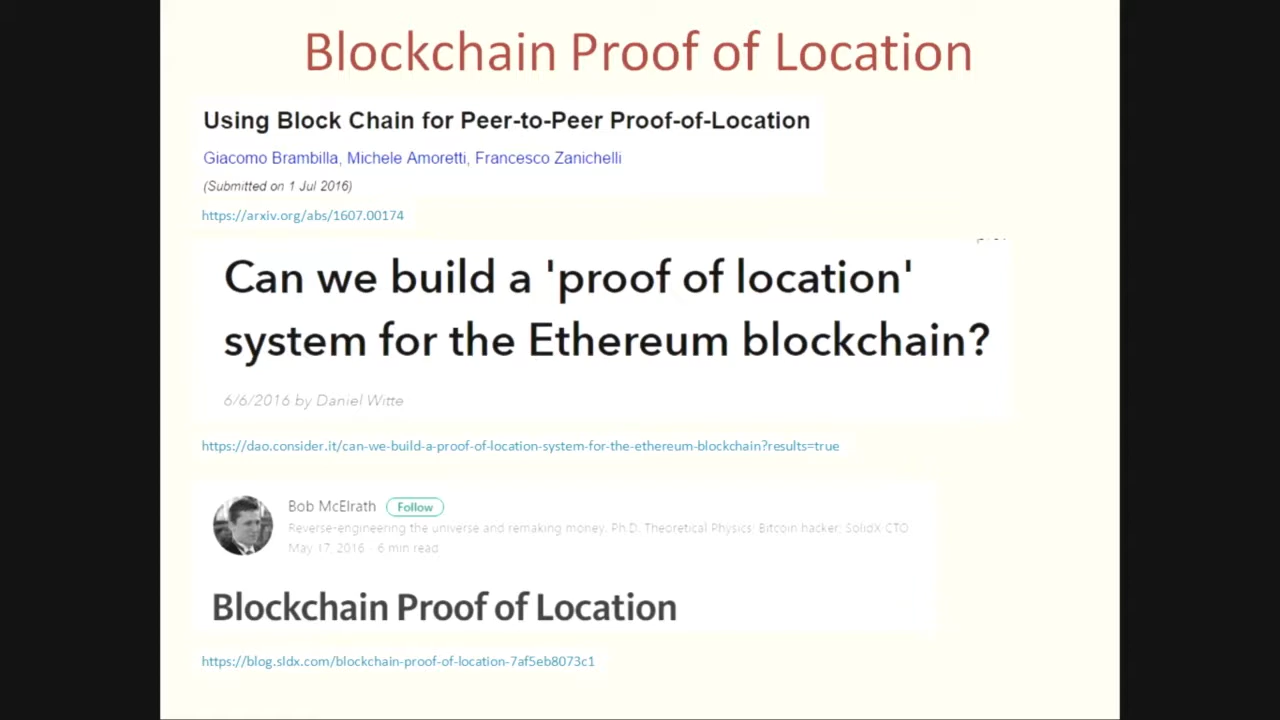 Blockchain Proof of Location
Using Block Chain for Peer-to-Peer Proof-of-Location
Giacomo Brambilla, Michele Amoretti, Francesco Zanichelli
(Submitted on 1 Jul 2016)
https://arxiv.org/abs/1607.00174
Can we build a 'proof of location'
system for the Ethereum blockchain?
6/6/2016 by Daniel Witte
https://dao.consider.it/can-we-build-a-proof-of-location-system-for-the-ethereum-blockchain?results=true
Bob McElrath Follow
Reverse-engineering the universe and remaking money. Ph.D. Theoretical Physics; Bitcoin hacker; SolidX CTO
May 17, 2016 · 6 min read
Blockchain Proof of Location
https://blog.sldx.com/blockchain-proof-of-location-7af5eb8073c1